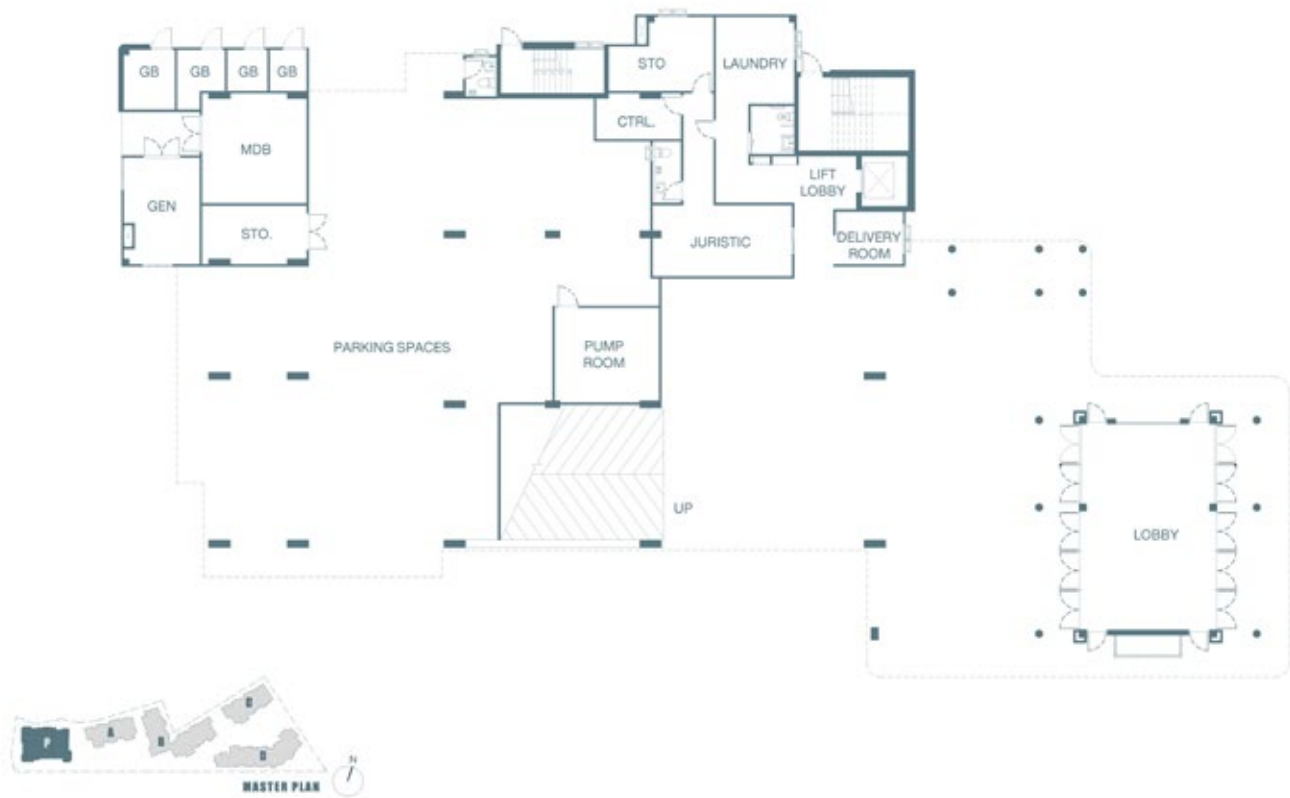 GB
GB
GB
GB
MDB
GEN
STO.
STO
LAUNDRY
CTRL.
LIFT
LOBBY
JURISTIC
DELIVERY
ROOM
PARKING SPACES
PUMP
ROOM
UP
LOBBY
P
A
B
C
D
N
MASTER PLAN